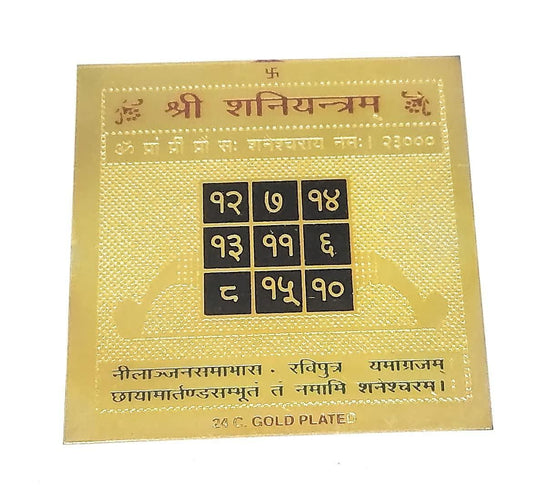 श्री शनियन्त्रम्
ॐ प्रां प्रीं प्रौं सः शनेश्चराय नमः। २३०००
१२ ७ १४
१३ ११ ६
८ १५ १०
नीलाञ्जनसमाभास . रविपुत्र यमाग्रजम्
छायामार्तण्डसम्भूतं तं नमामि शनेश्चरम्।
24 C. GOLD PLATED